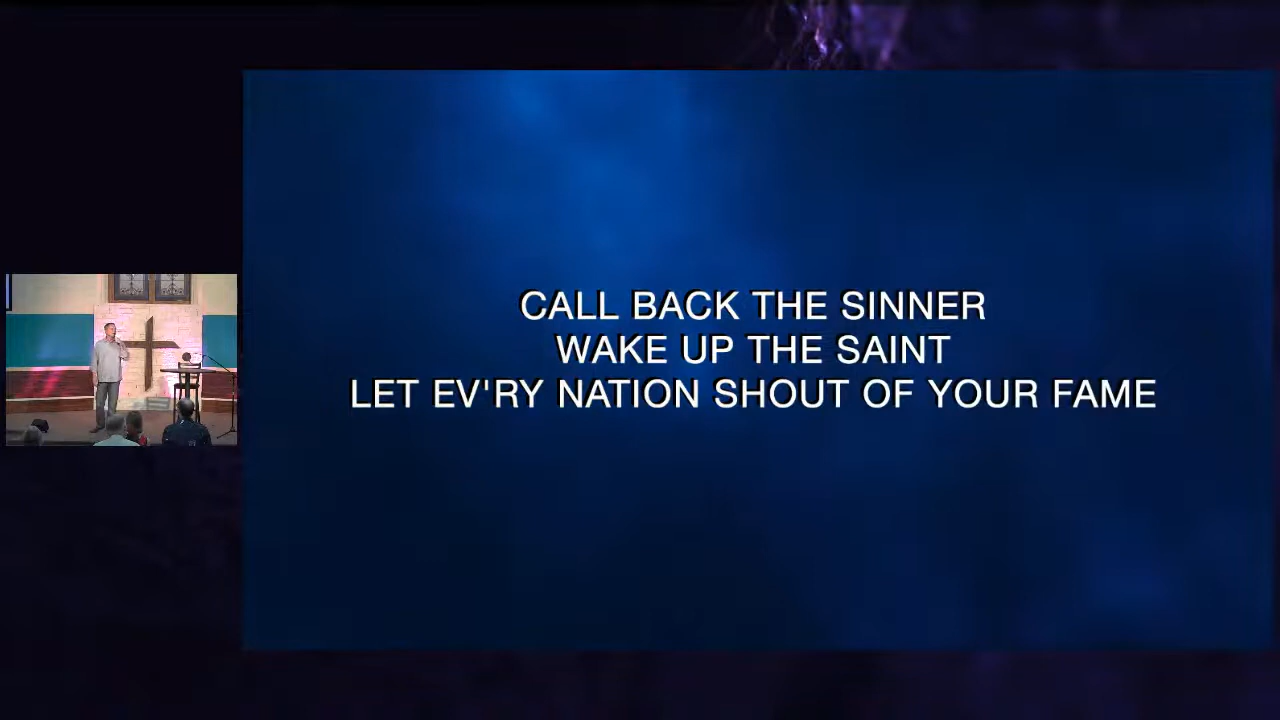 CALL BACK THE SINNER
WAKE UP THE SAINT
LET EV'RY NATION SHOUT OF YOUR FAME